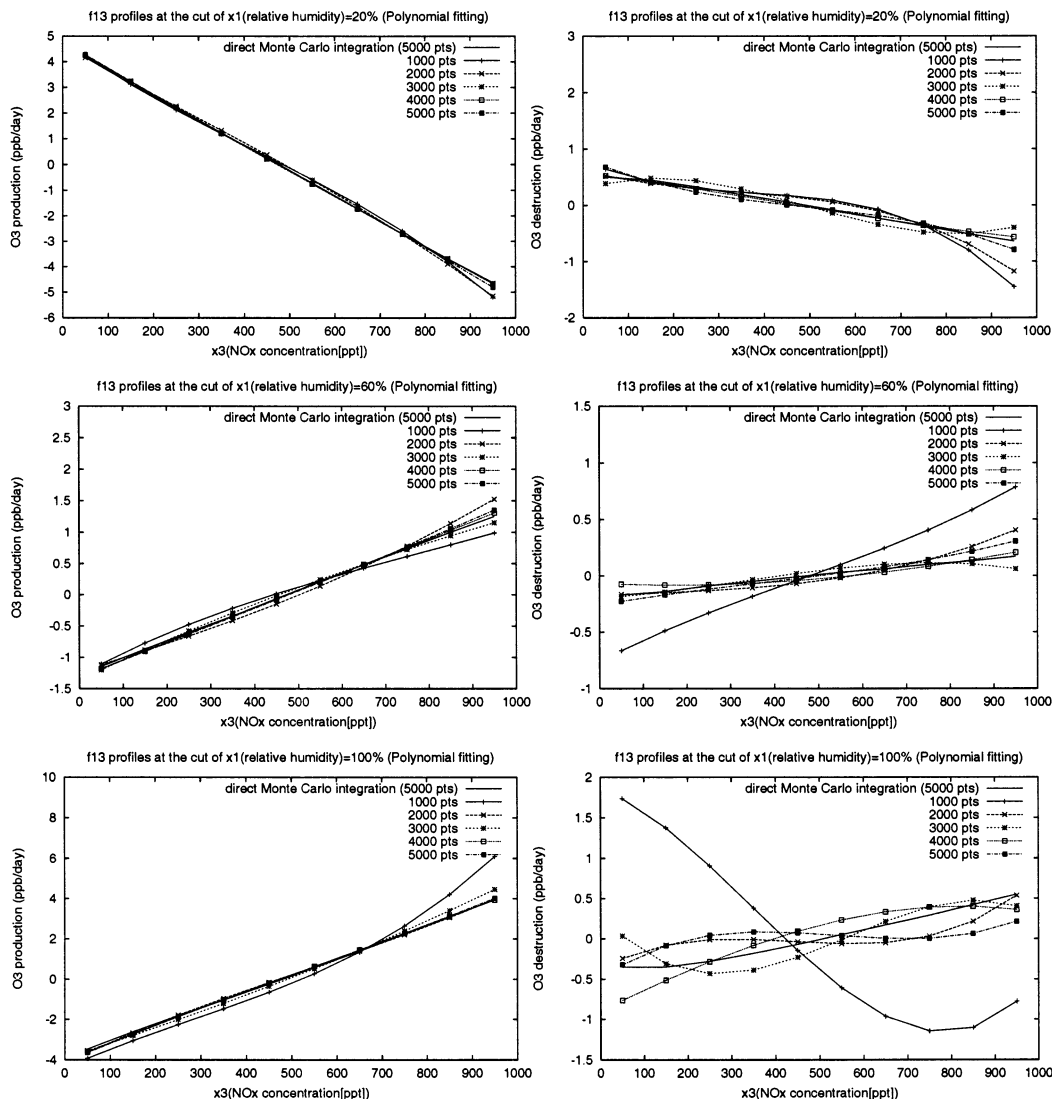 f13 profiles at the cut of x1(relative humidity)=20% (Polynomial fitting)
5
4
3
2
1
0
-1
-2
-3
-4
-5
-6
O3 production (ppb/day)
direct Monte Carlo integration (5000 pts)
1000 pts
2000 pts
3000 pts
4000 pts
5000 pts
0 100 200 300 400 500 600 700 800 900 1000
x3(NOx concentration[ppt])
f13 profiles at the cut of x1(relative humidity)=20% (Polynomial fitting)
3
2
1
0
-1
-2
O3 destruction (ppb/day)
direct Monte Carlo integration (5000 pts)
1000 pts
2000 pts
3000 pts
4000 pts
5000 pts
0 100 200 300 400 500 600 700 800 900 1000
x3(NOx concentration[ppt])
f13 profiles at the cut of x1(relative humidity)=60% (Polynomial fitting)
3
2.5
2
1.5
1
0.5
0
-0.5
-1
-1.5
O3 production (ppb/day)
direct Monte Carlo integration (5000 pts)
1000 pts
2000 pts
3000 pts
4000 pts
5000 pts
0 100 200 300 400 500 600 700 800 900 1000
x3(NOx concentration[ppt])
f13 profiles at the cut of x1(relative humidity)=60% (Polynomial fitting)
1.5
1
0.5
0
-0.5
-1
O3 destruction (ppb/day)
direct Monte Carlo integration (5000 pts)
1000 pts
2000 pts
3000 pts
4000 pts
5000 pts
0 100 200 300 400 500 600 700 800 900 1000
x3(NOx concentration[ppt])
f13 profiles at the cut of x1(relative humidity)=100% (Polynomial fitting)
10
8
6
4
2
0
-2
-4
O3 production (ppb/day)
direct Monte Carlo integration (5000 pts)
1000 pts
2000 pts
3000 pts
4000 pts
5000 pts
0 100 200 300 400 500 600 700 800 900 1000
x3(NOx concentration[ppt])
f13 profiles at the cut of x1(relative humidity)=100% (Polynomial fitting)
2
1.5
1
0.5
0
-0.5
-1
-1.5
O3 destruction (ppb/day)
direct Monte Carlo integration (5000 pts)
1000 pts
2000 pts
3000 pts
4000 pts
5000 pts
0 100 200 300 400 500 600 700 800 900 1000
x3(NOx concentration[ppt])